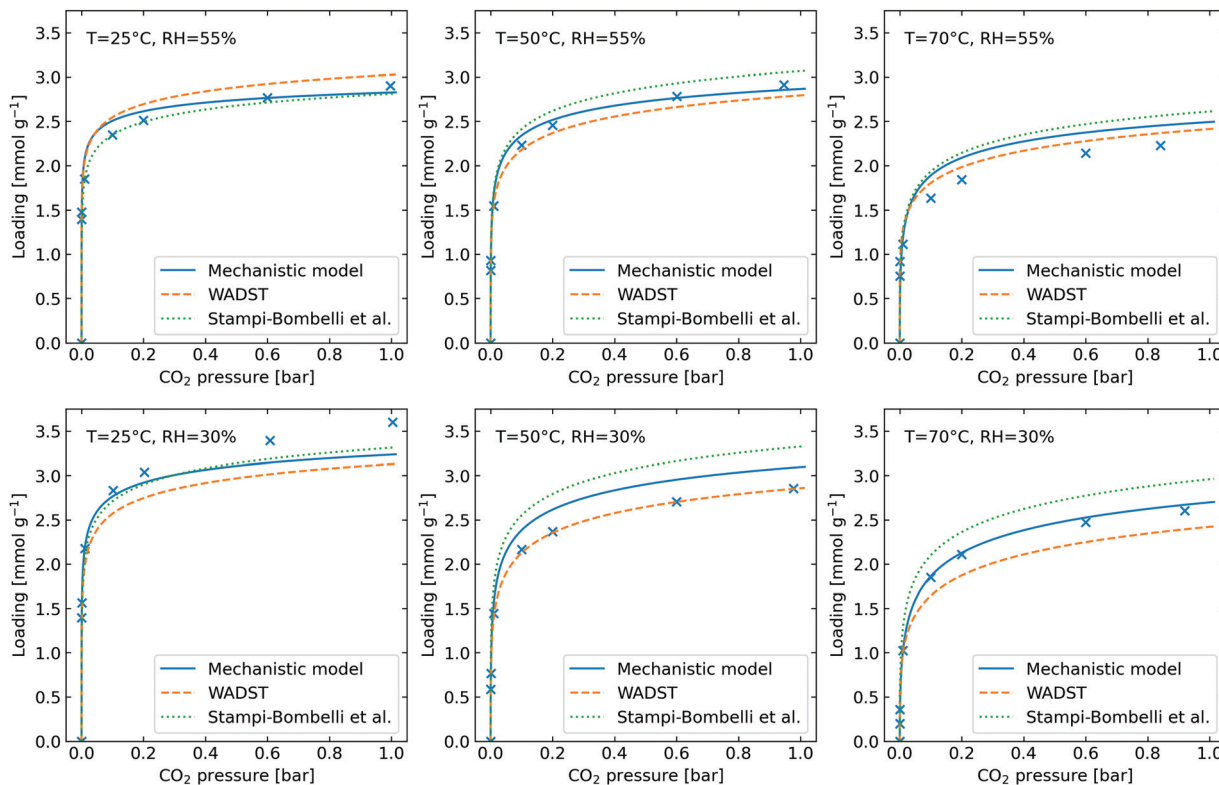 T=25°C, RH=55%
Loading [mmol g⁻¹]
3.5
3.0
2.5
2.0
1.5
1.0
0.5
0.0
Mechanistic model
WADST
Stampi-Bombelli et al.
0.0 0.2 0.4 0.6 0.8 1.0
CO₂ pressure [bar]
T=50°C, RH=55%
Loading [mmol g⁻¹]
3.5
3.0
2.5
2.0
1.5
1.0
0.5
0.0
Mechanistic model
WADST
Stampi-Bombelli et al.
0.0 0.2 0.4 0.6 0.8 1.0
CO₂ pressure [bar]
T=70°C, RH=55%
Loading [mmol g⁻¹]
3.5
3.0
2.5
2.0
1.5
1.0
0.5
0.0
Mechanistic model
WADST
Stampi-Bombelli et al.
0.0 0.2 0.4 0.6 0.8 1.0
CO₂ pressure [bar]
T=25°C, RH=30%
Loading [mmol g⁻¹]
3.5
3.0
2.5
2.0
1.5
1.0
0.5
0.0
Mechanistic model
WADST
Stampi-Bombelli et al.
0.0 0.2 0.4 0.6 0.8 1.0
CO₂ pressure [bar]
T=50°C, RH=30%
Loading [mmol g⁻¹]
3.5
3.0
2.5
2.0
1.5
1.0
0.5
0.0
Mechanistic model
WADST
Stampi-Bombelli et al.
0.0 0.2 0.4 0.6 0.8 1.0
CO₂ pressure [bar]
T=70°C, RH=30%
Loading [mmol g⁻¹]
3.5
3.0
2.5
2.0
1.5
1.0
0.5
0.0
Mechanistic model
WADST
Stampi-Bombelli et al.
0.0 0.2 0.4 0.6 0.8 1.0
CO₂ pressure [bar]